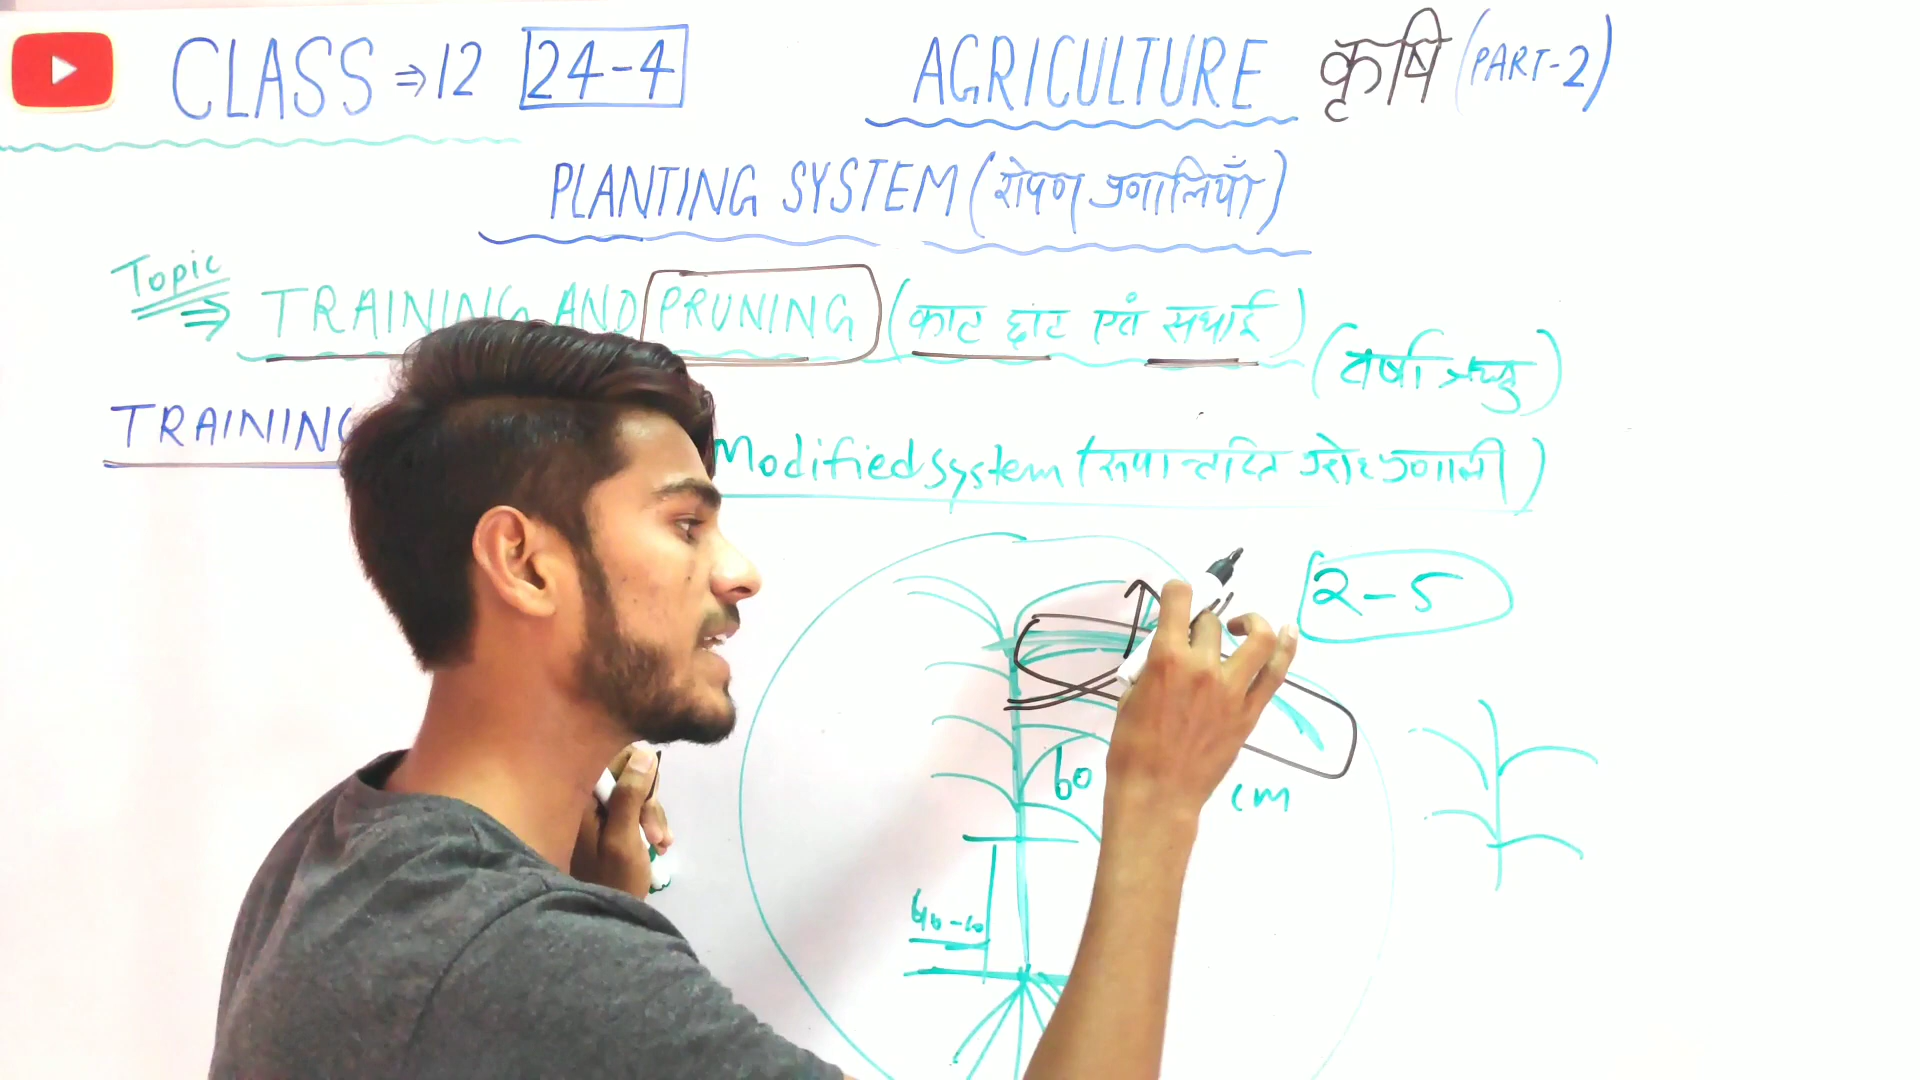 CLASS ⇒ 12 24-4 AGRICULTURE कृषि (PART-2)
PLANTING SYSTEM (रोपण प्रणालियाँ)
Topic
⇒ TRAINING AND PRUNING (काट छांट एवं सधाई)
(वर्षा ऋतु)
TRAINING
Modified system (रूपान्तरित प्ररोह प्रणाली)
2-5
60
cm